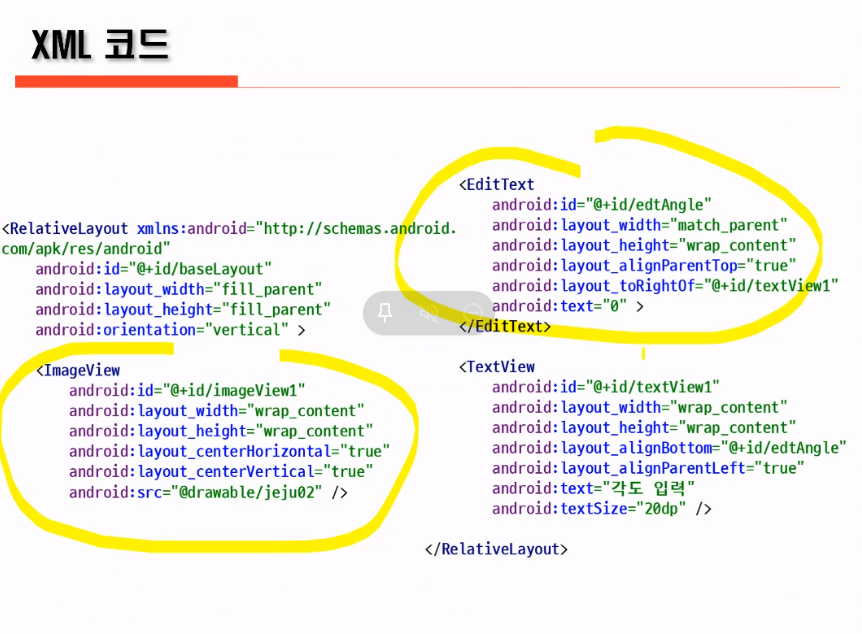 XML 코드
<RelativeLayout xmlns:android="http://schemas.android.
com/apk/res/android"
android:id="@+id/baseLayout"
android:layout_width="fill_parent"
android:layout_height="fill_parent"
android:orientation="vertical" >
<ImageView
android:id="@+id/imageView1"
android:layout_width="wrap_content"
android:layout_height="wrap_content"
android:layout_centerHorizontal="true"
android:layout_centerVertical="true"
android:src="@drawable/jeju02" />
<EditText
android:id="@+id/edtAngle"
android:layout_width="match_parent"
android:layout_height="wrap_content"
android:layout_alignParentTop="true"
android:layout_toRightOf="@+id/textView1"
android:text="0" >
</EditText>
<TextView
android:id="@+id/textView1"
android:layout_width="wrap_content"
android:layout_height="wrap_content"
android:layout_alignBottom="@+id/edtAngle"
android:layout_alignParentLeft="true"
android:text="각도 입력"
android:textSize="20dp" />
</RelativeLayout>